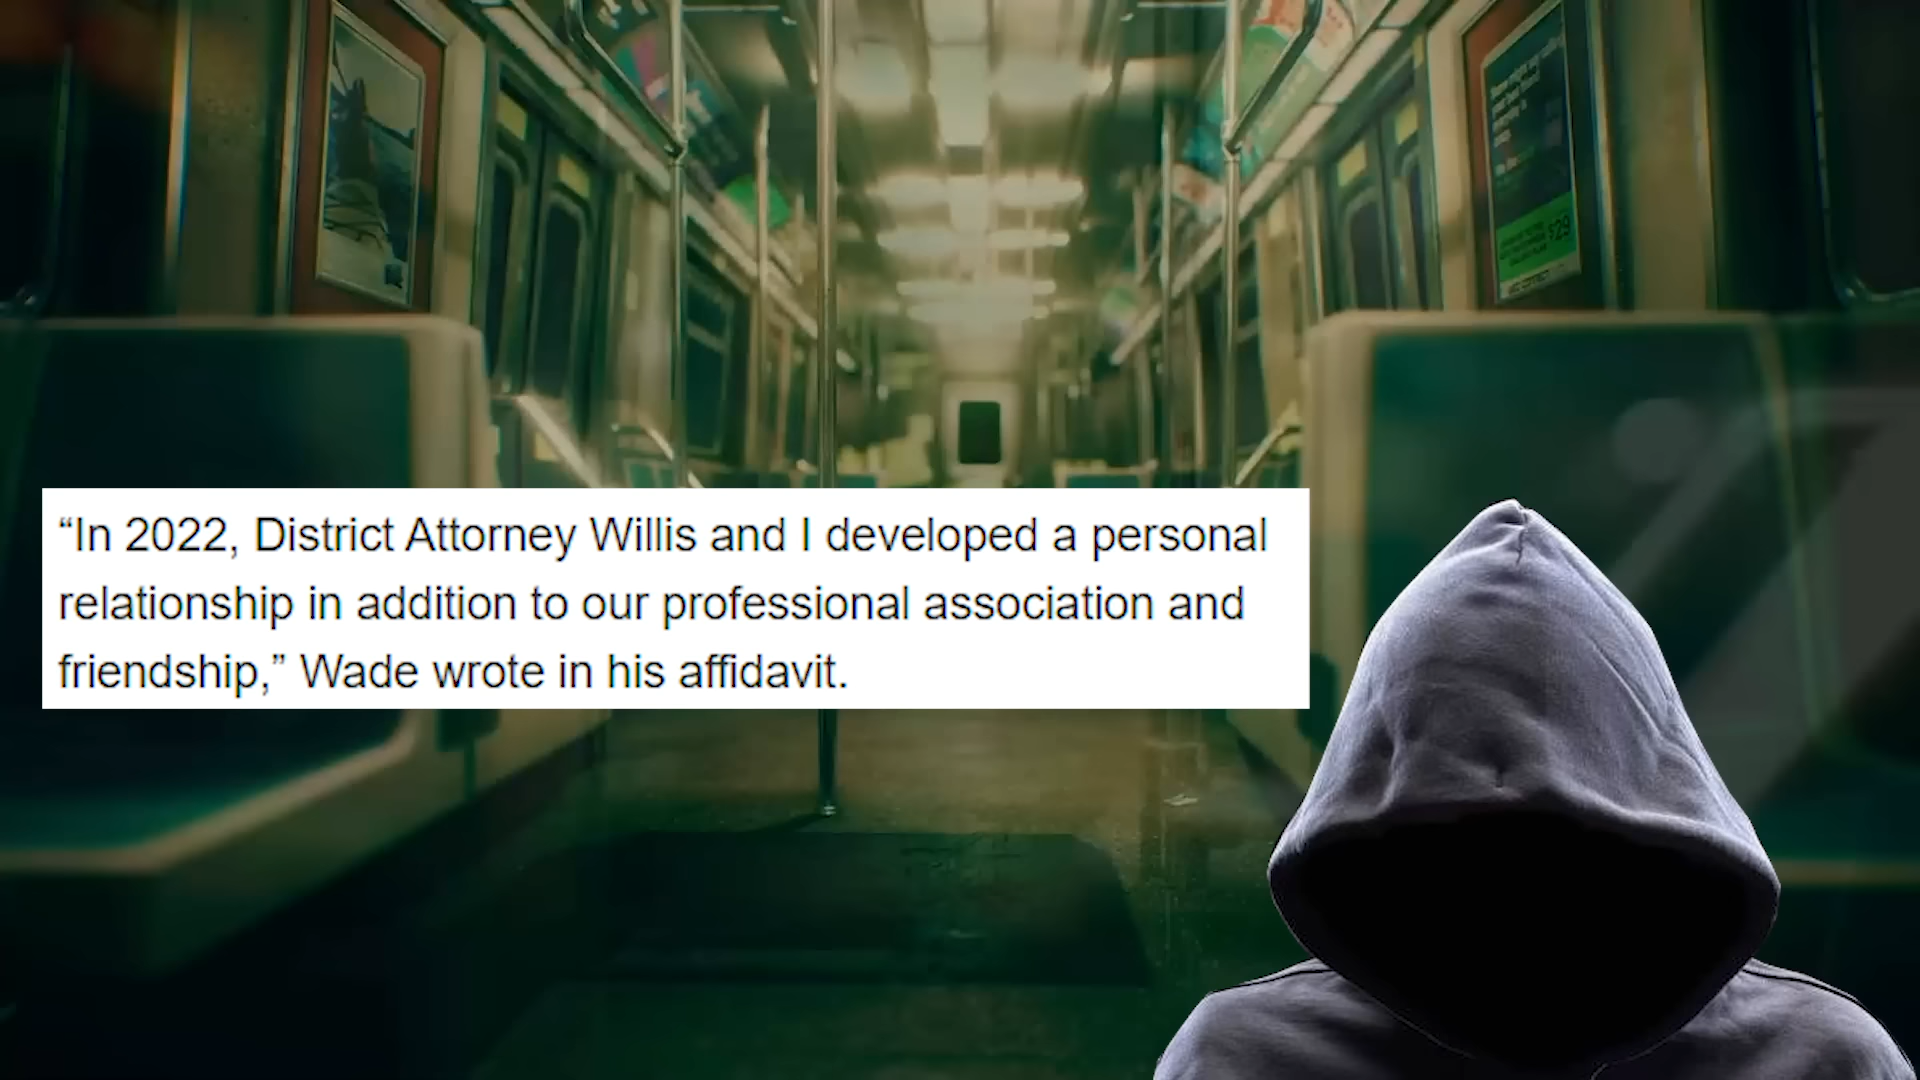 “In 2022, District Attorney Willis and I developed a personal
relationship in addition to our professional association and
friendship,” Wade wrote in his affidavit.
$29